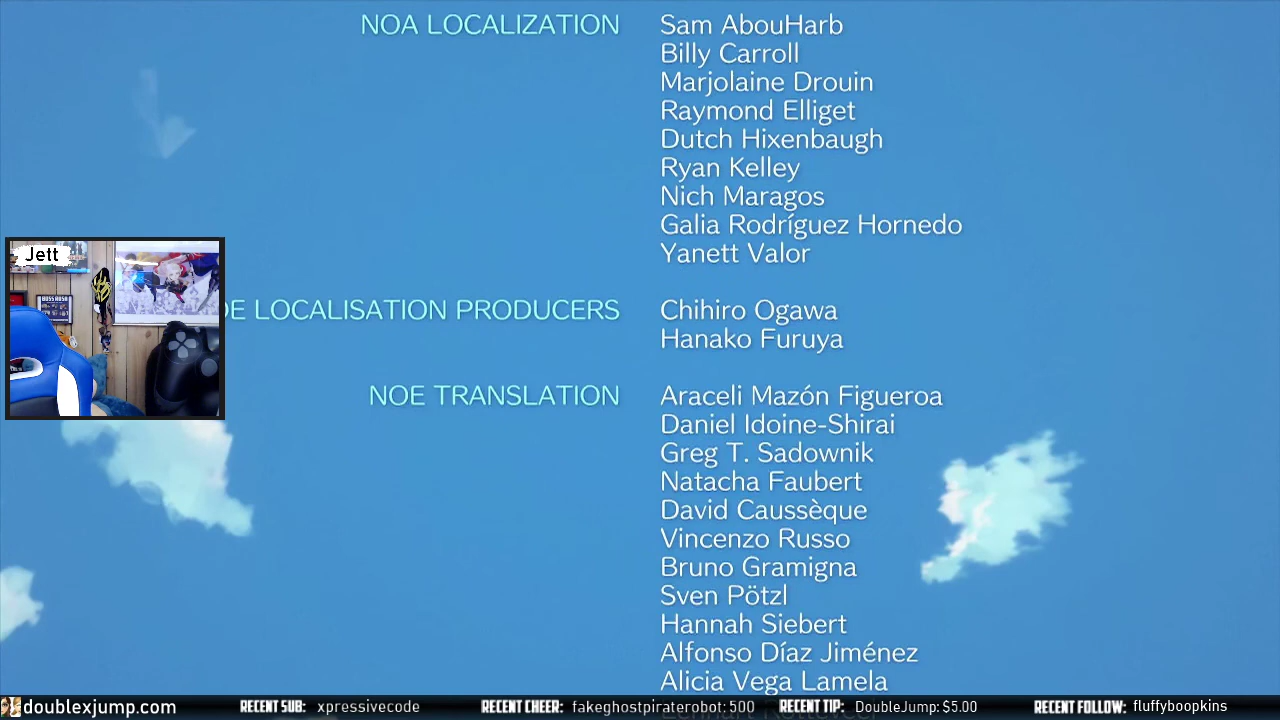 NOA LOCALIZATION Sam AbouHarb
Billy Carroll
Marjolaine Drouin
Raymond Elliget
Dutch Hixenbaugh
Ryan Kelley
Nich Maragos
Galia Rodríguez Hornedo
Yanett Valor
Jett
BOSS RUSH
OE LOCALISATION PRODUCERS Chihiro Ogawa
Hanako Furuya
NOE TRANSLATION Araceli Mazón Figueroa
Daniel Idoine-Shirai
Greg T. Sadownik
Natacha Faubert
David Caussèque
Vincenzo Russo
Bruno Gramigna
Sven Pötzl
Hannah Siebert
Alfonso Díaz Jiménez
Alicia Vega Lamela
doublexjump.com RECENT SUB: xpressivecode RECENT CHEER: fakeghostpiraterobot: 500 RECENT TIP: DoubleJump: $5.00 RECENT FOLLOW: fluffyboopkins